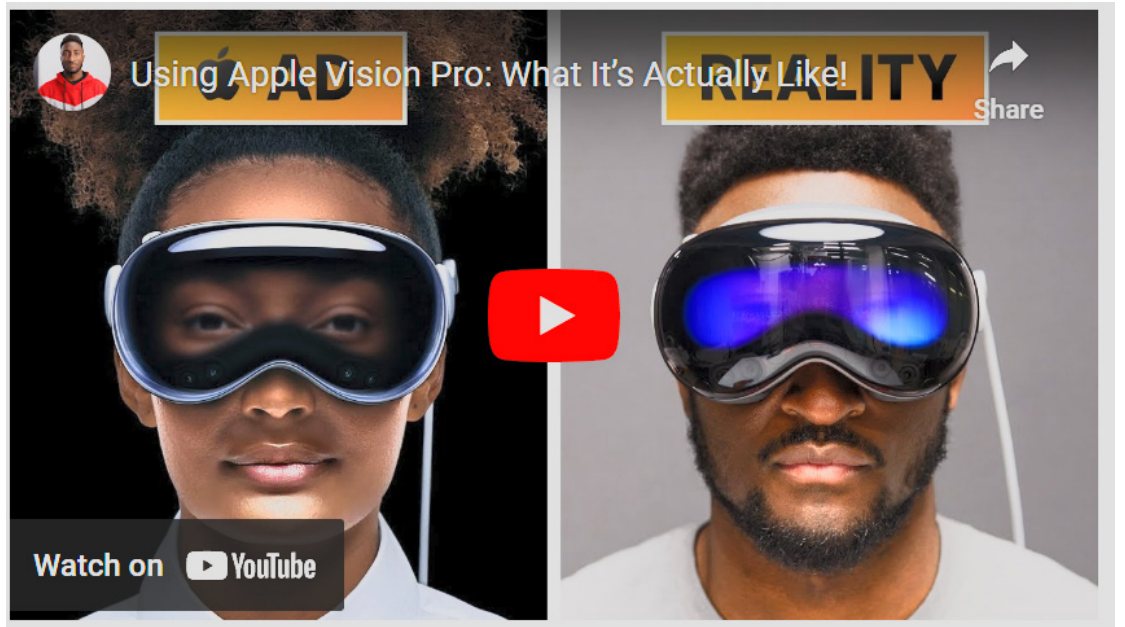 AD
REALITY
Using Apple Vision Pro: What It’s Actually Like!
Share
Watch on YouTube